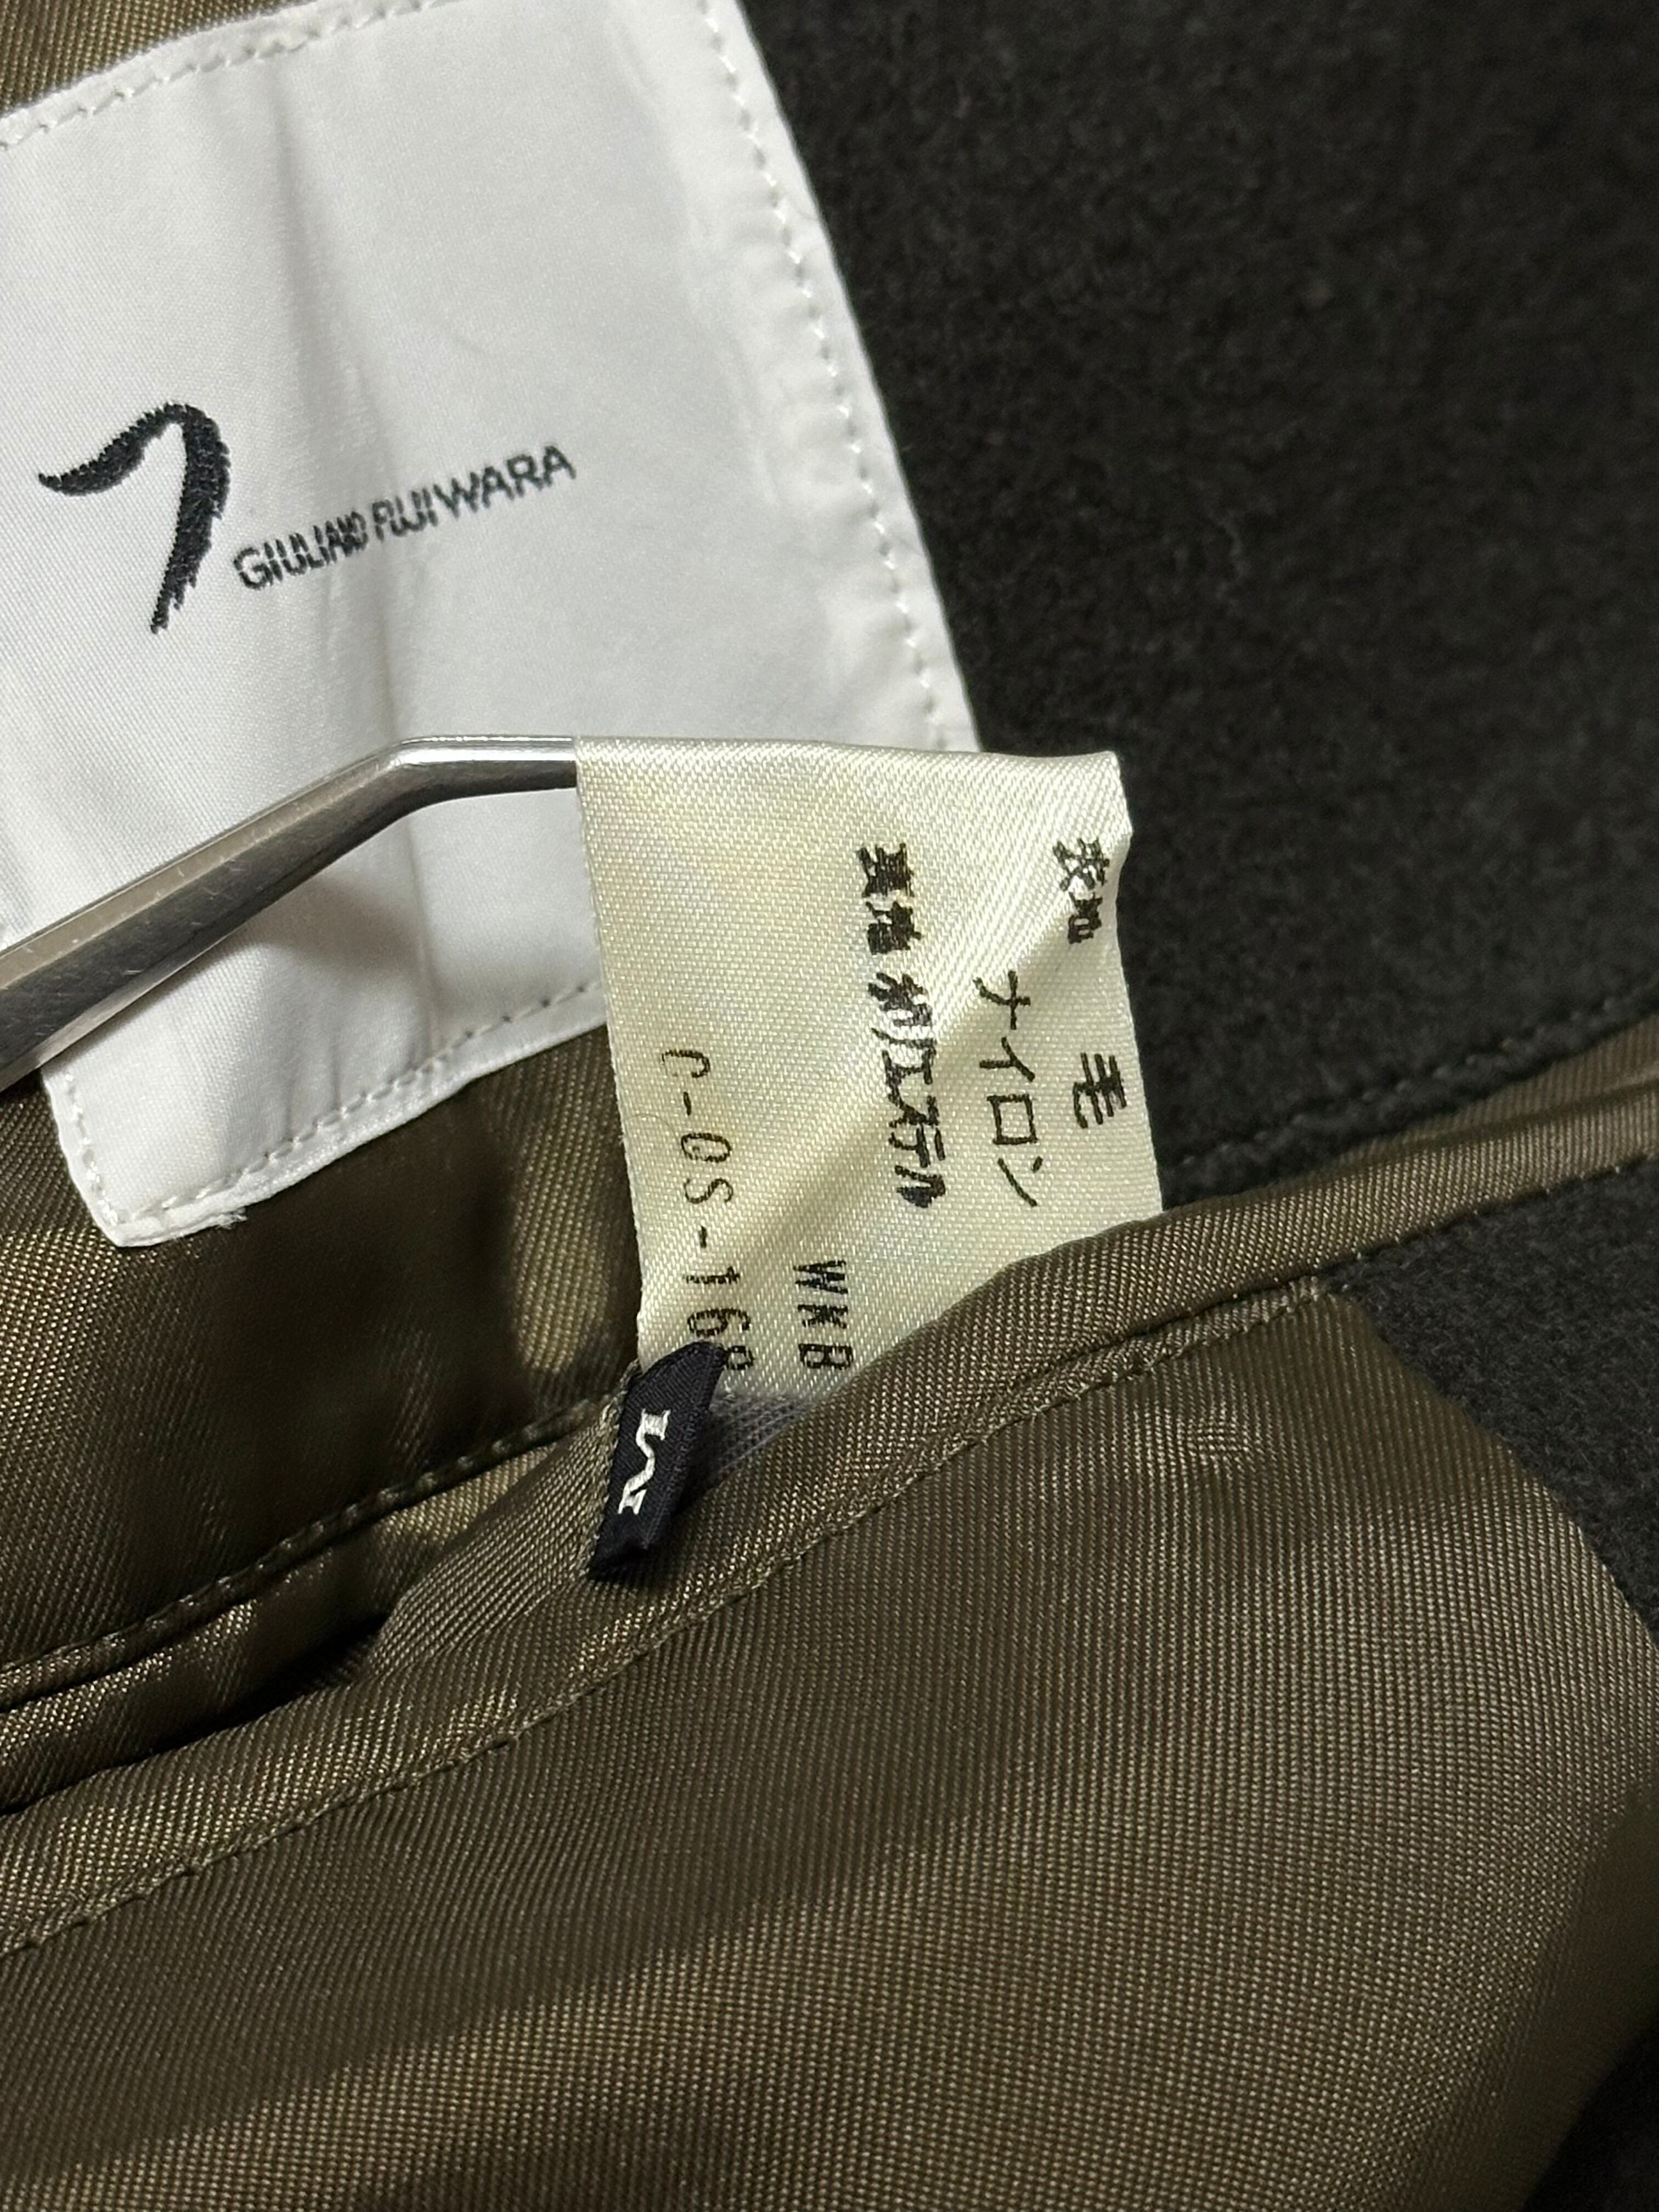 GIULIANO FUJIWARA
表地 毛
ナイロン
裏地 ポリエステル
WKB
C-OS-168
M